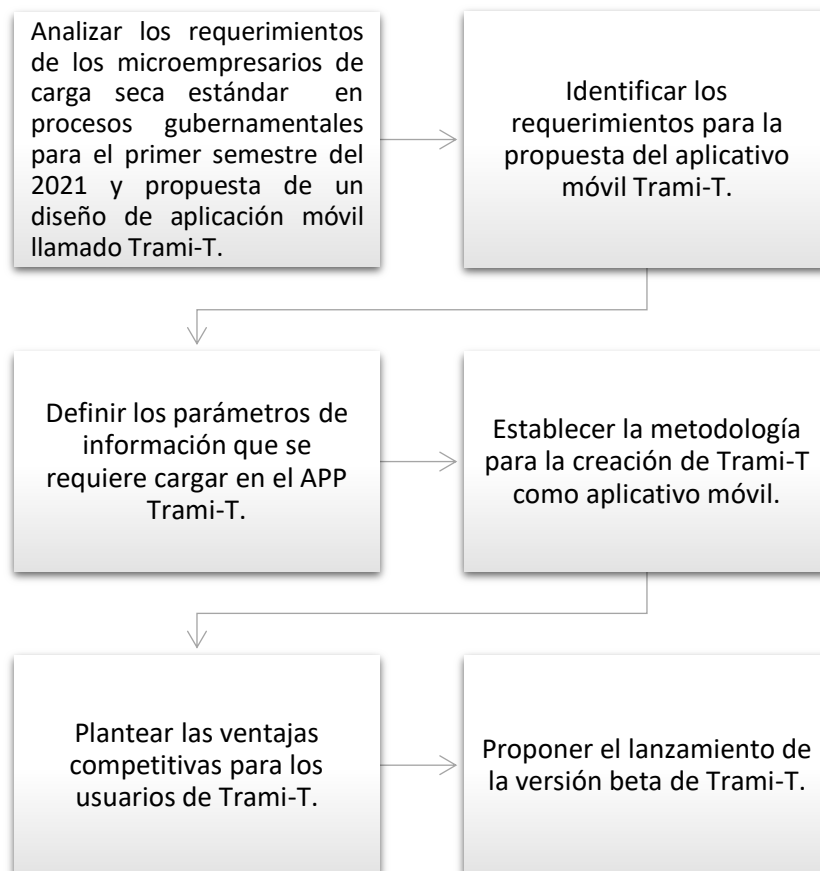 Analizar los requerimientos
de los microempresarios de
carga seca estándar en
procesos gubernamentales
para el primer semestre del
2021 y propuesta de un
diseño de aplicación móvil
llamado Trami-T.
Identificar los
requerimientos para la
propuesta del aplicativo
móvil Trami-T.
Definir los parámetros de
información que se
requiere cargar en el APP
Trami-T.
Establecer la metodología
para la creación de Trami-T
como aplicativo móvil.
Plantear las ventajas
competitivas para los
usuarios de Trami-T.
Proponer el lanzamiento de
la versión beta de Trami-T.